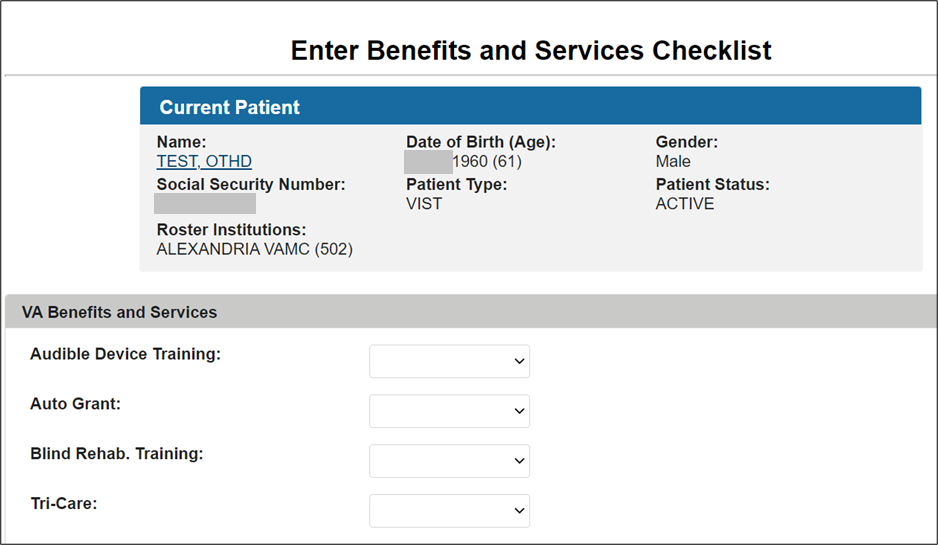 Enter Benefits and Services Checklist
Current Patient
Name: Date of Birth (Age): Gender:
TEST, OTHD 1960 (61) Male
Social Security Number: Patient Type: Patient Status:
VIST ACTIVE
Roster Institutions:
ALEXANDRIA VAMC (502)
VA Benefits and Services
Audible Device Training:
Auto Grant:
Blind Rehab. Training:
Tri-Care: